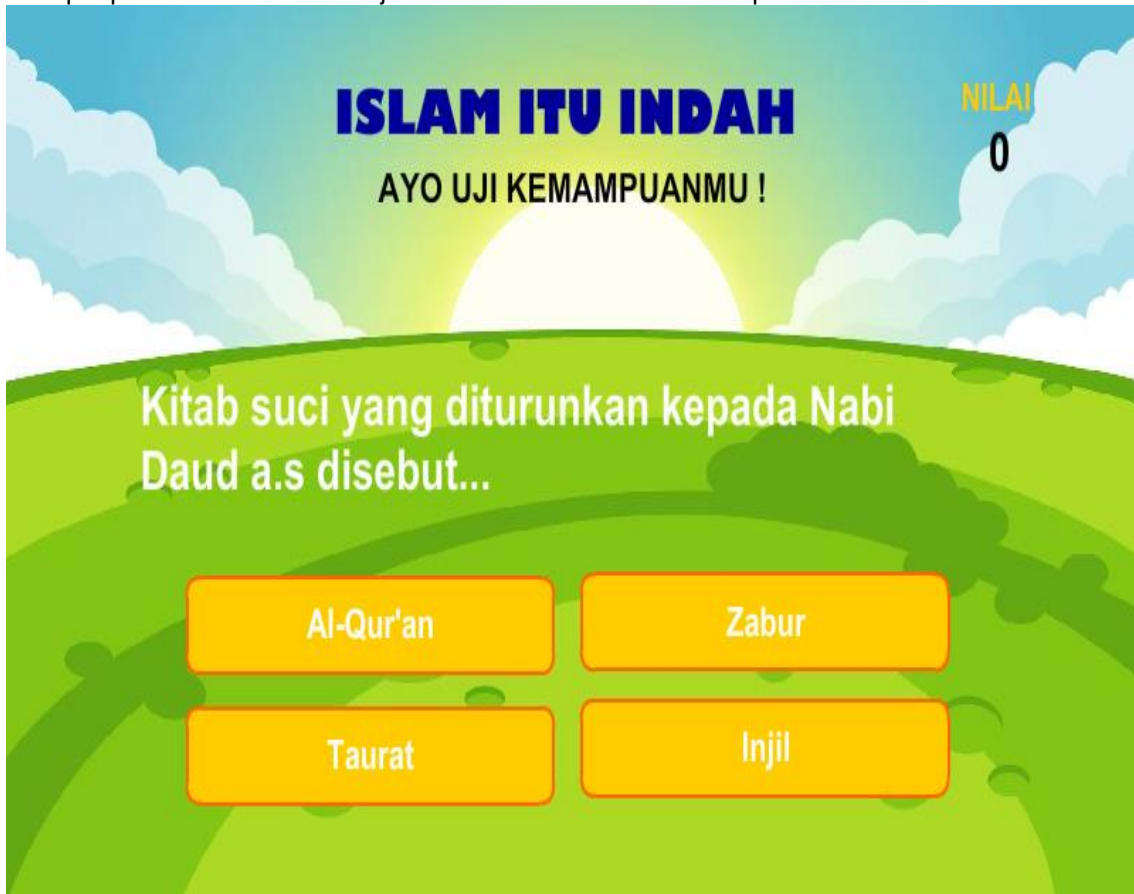 ISLAM ITU INDAH
NILAI
0
AYO UJI KEMAMPUANMU !
Kitab suci yang diturunkan kepada Nabi
Daud a.s disebut...
Al-Qur'an
Zabur
Taurat
Injil